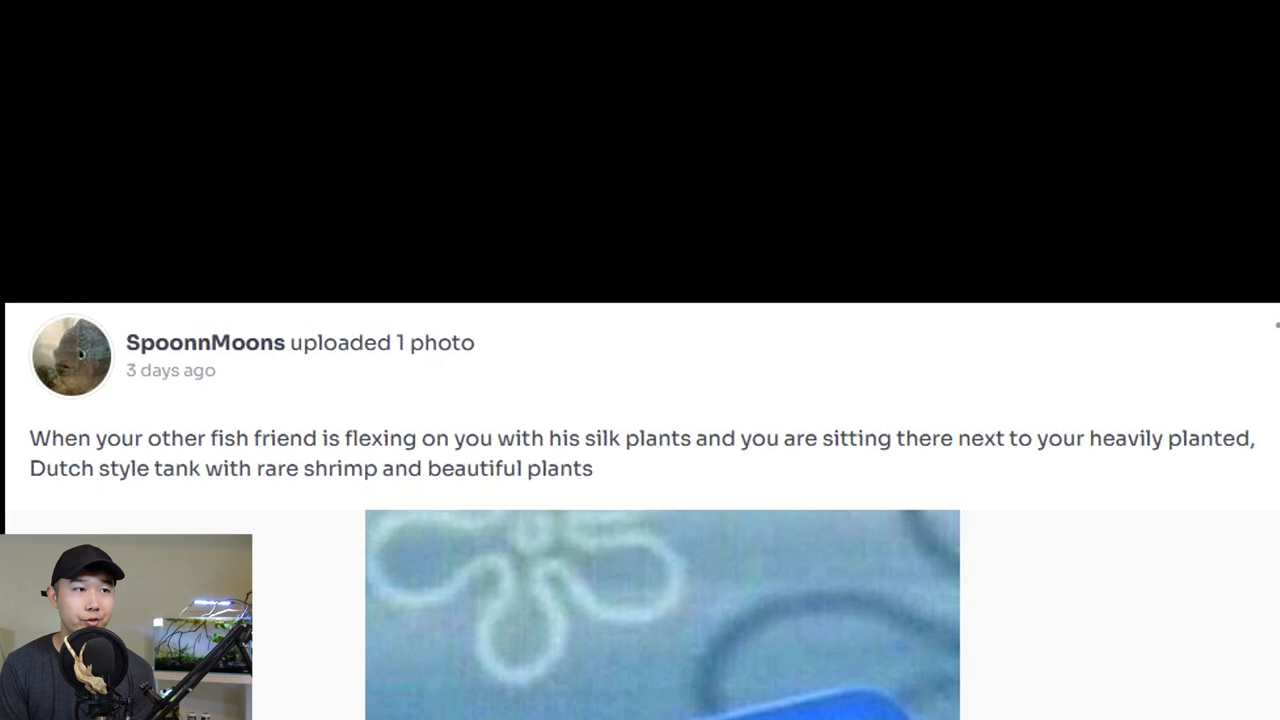 SpoonnMoons uploaded 1 photo
3 days ago
When your other fish friend is flexing on you with his silk plants and you are sitting there next to your heavily planted,
Dutch style tank with rare shrimp and beautiful plants